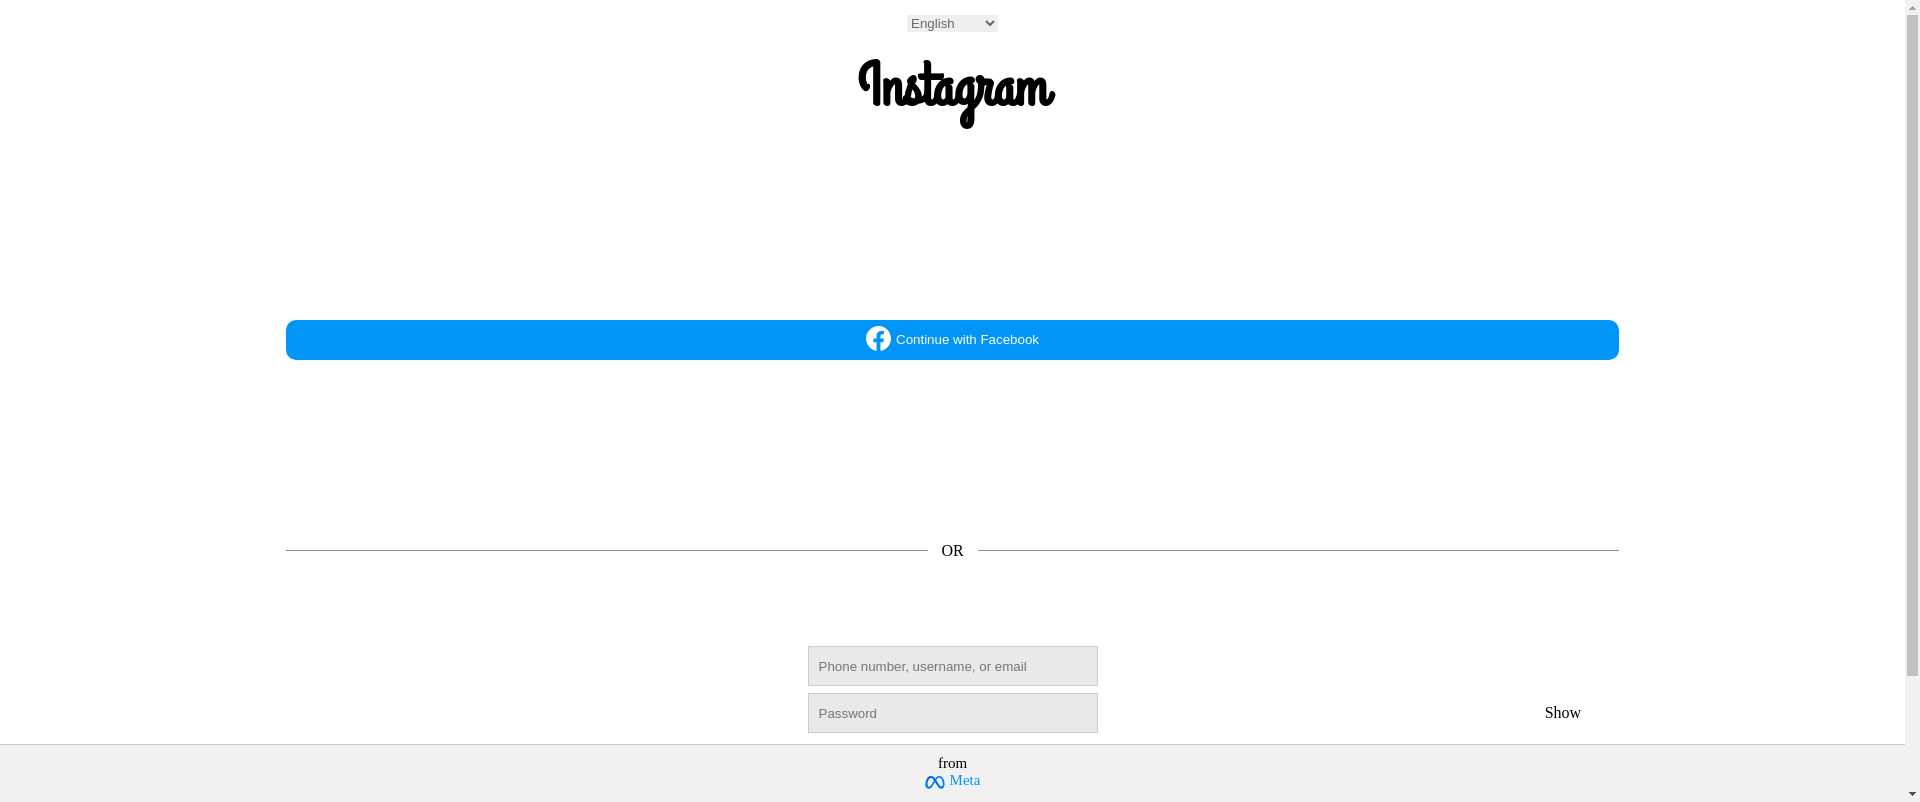 English
Instagram
Continue with Facebook
OR
Phone number, username, or email
Password
Show
from
Meta